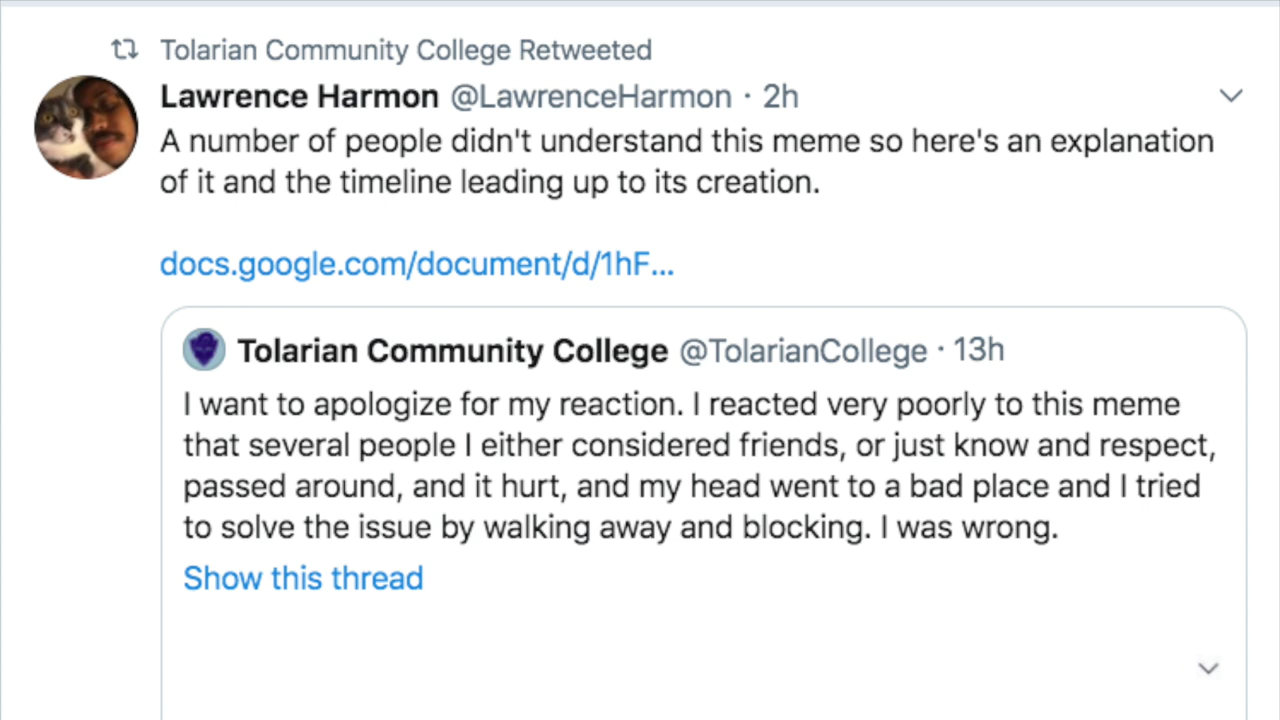 Tolarian Community College Retweeted
Lawrence Harmon @LawrenceHarmon · 2h
A number of people didn't understand this meme so here's an explanation
of it and the timeline leading up to its creation.
docs.google.com/document/d/1hF...
Tolarian Community College @TolarianCollege · 13h
I want to apologize for my reaction. I reacted very poorly to this meme
that several people I either considered friends, or just know and respect,
passed around, and it hurt, and my head went to a bad place and I tried
to solve the issue by walking away and blocking. I was wrong.
Show this thread